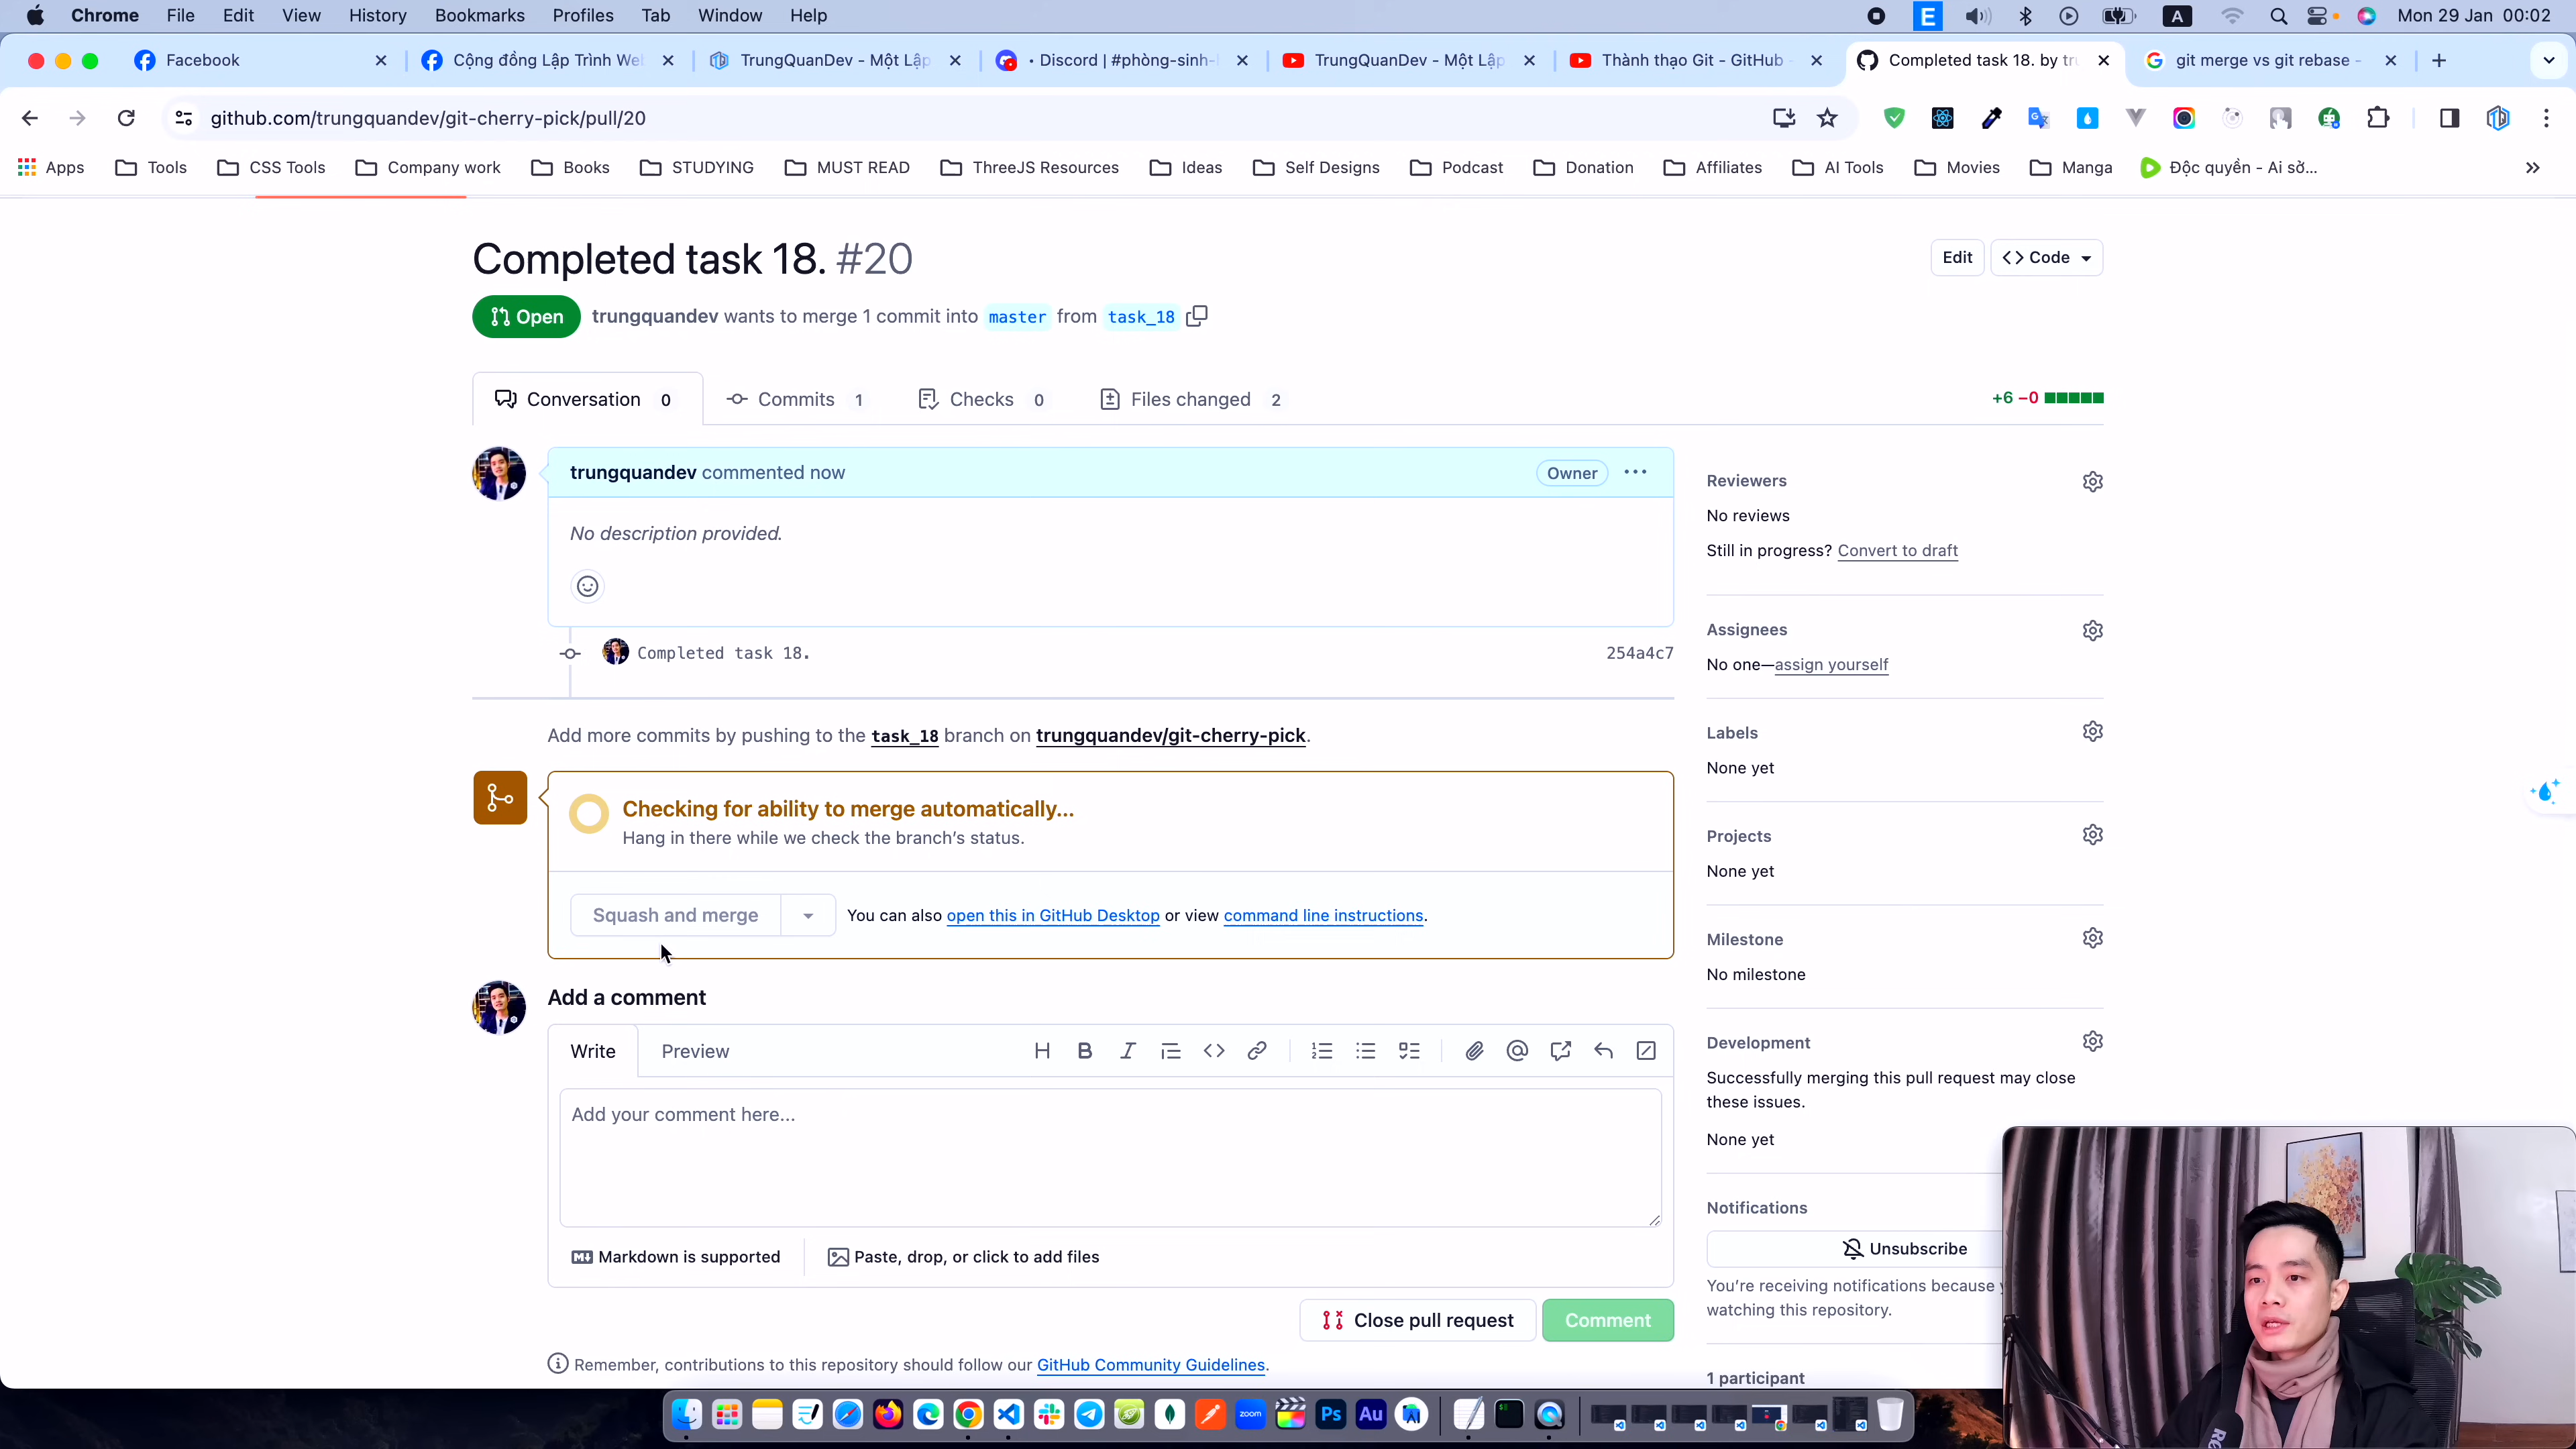 Chrome File Edit View History Bookmarks Profiles Tab Window Help E A Mon 29 Jan 00:02
Facebook Cộng đồng Lập Trình We TrungQuanDev - Một Lập • Discord | #phòng-sinh- TrungQuanDev - Một Lập Thành thạo Git - GitHub - Completed task 18. by tr git merge vs git rebase -
github.com/trungquandev/git-cherry-pick/pull/20
Apps Tools CSS Tools Company work Books STUDYING MUST READ ThreeJS Resources Ideas Self Designs Podcast Donation Affiliates AI Tools Movies Manga Độc quyền - Ai sở...
Completed task 18. #20
Edit <> Code
Open trungquandev wants to merge 1 commit into master from task_18
Conversation 0 Commits 1 Checks 0 Files changed 2 +6 −0
trungquandev commented now Owner
No description provided.
Completed task 18. 254a4c7
Add more commits by pushing to the task_18 branch on trungquandev/git-cherry-pick.
Checking for ability to merge automatically...
Hang in there while we check the branch's status.
Squash and merge You can also open this in GitHub Desktop or view command line instructions.
Add a comment
Write Preview
Add your comment here...
Markdown is supported Paste, drop, or click to add files
Close pull request Comment
Remember, contributions to this repository should follow our GitHub Community Guidelines.
Reviewers
No reviews
Still in progress? Convert to draft
Assignees
No one—assign yourself
Labels
None yet
Projects
None yet
Milestone
No milestone
Development
Successfully merging this pull request may close
these issues.
None yet
Notifications
Unsubscribe
You're receiving notifications because
watching this repository.
1 participant
zoom Ps Au